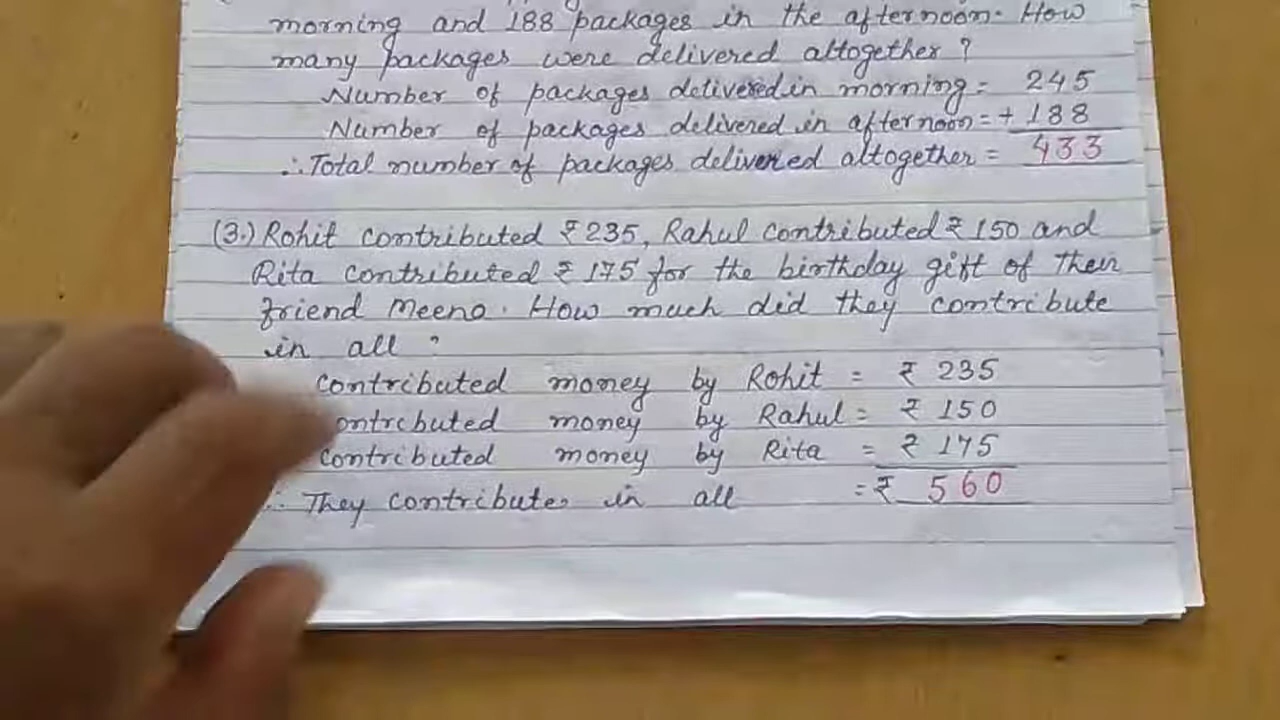 morning and 188 packages in the afternoon. How
many packages were delivered altogether ?
Number of packages delivered in morning = 245
Number of packages delivered in afternoon = + 188
∴ Total number of packages delivered altogether = 433
(3.) Rohit contributed ₹ 235, Rahul contributed ₹ 150 and
Rita contributed ₹ 175 for the birthday gift of their
friend Meena. How much did they contribute
in all ?
contributed money by Rohit = ₹ 235
contributed money by Rahul = ₹ 150
contributed money by Rita = ₹ 175
∴ They contributes in all = ₹ 560